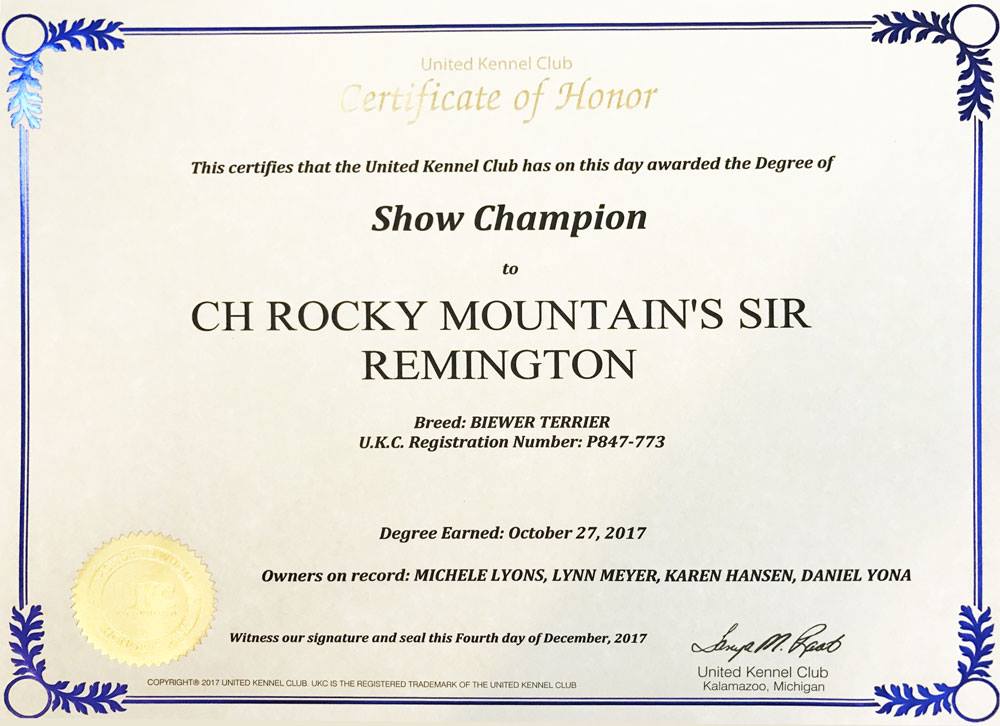 United Kennel Club
Certificate of Honor
This certifies that the United Kennel Club has on this day awarded the Degree of
Show Champion
to
CH ROCKY MOUNTAIN'S SIR
REMINGTON
Breed: BIEWER TERRIER
U.K.C. Registration Number: P847-773
Degree Earned: October 27, 2017
Owners on record: MICHELE LYONS, LYNN MEYER, KAREN HANSEN, DANIEL YONA
Witness our signature and seal this Fourth day of December, 2017
United Kennel Club
Kalamazoo, Michigan
COPYRIGHT® 2017 UNITED KENNEL CLUB. UKC IS THE REGISTERED TRADEMARK OF THE UNITED KENNEL CLUB